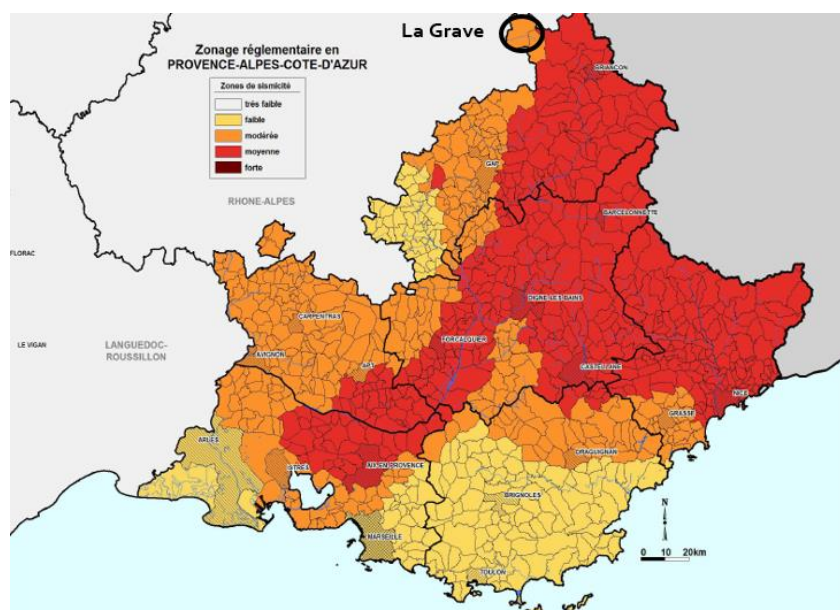 La Grave
Zonage réglementaire en
PROVENCE-ALPES-COTE-D'AZUR
Zones de sismicité
très faible
faible
modérée
moyenne
forte
BRIANÇON
GAP
RHONE-ALPES
BARCELONNETTE
FLORAC
DIGNE-LES-BAINS
CARPENTRAS
LE VIGAN
LANGUEDOC-
ROUSSILLON
FORCALQUIER
AVIGNON
APT
CASTELLANE
NICE
GRASSE
ARLES
DRAGUIGNAN
ISTRES
AIX-EN-PROVENCE
BRIGNOLES
N
MARSEILLE
0 10 20km
TOULON